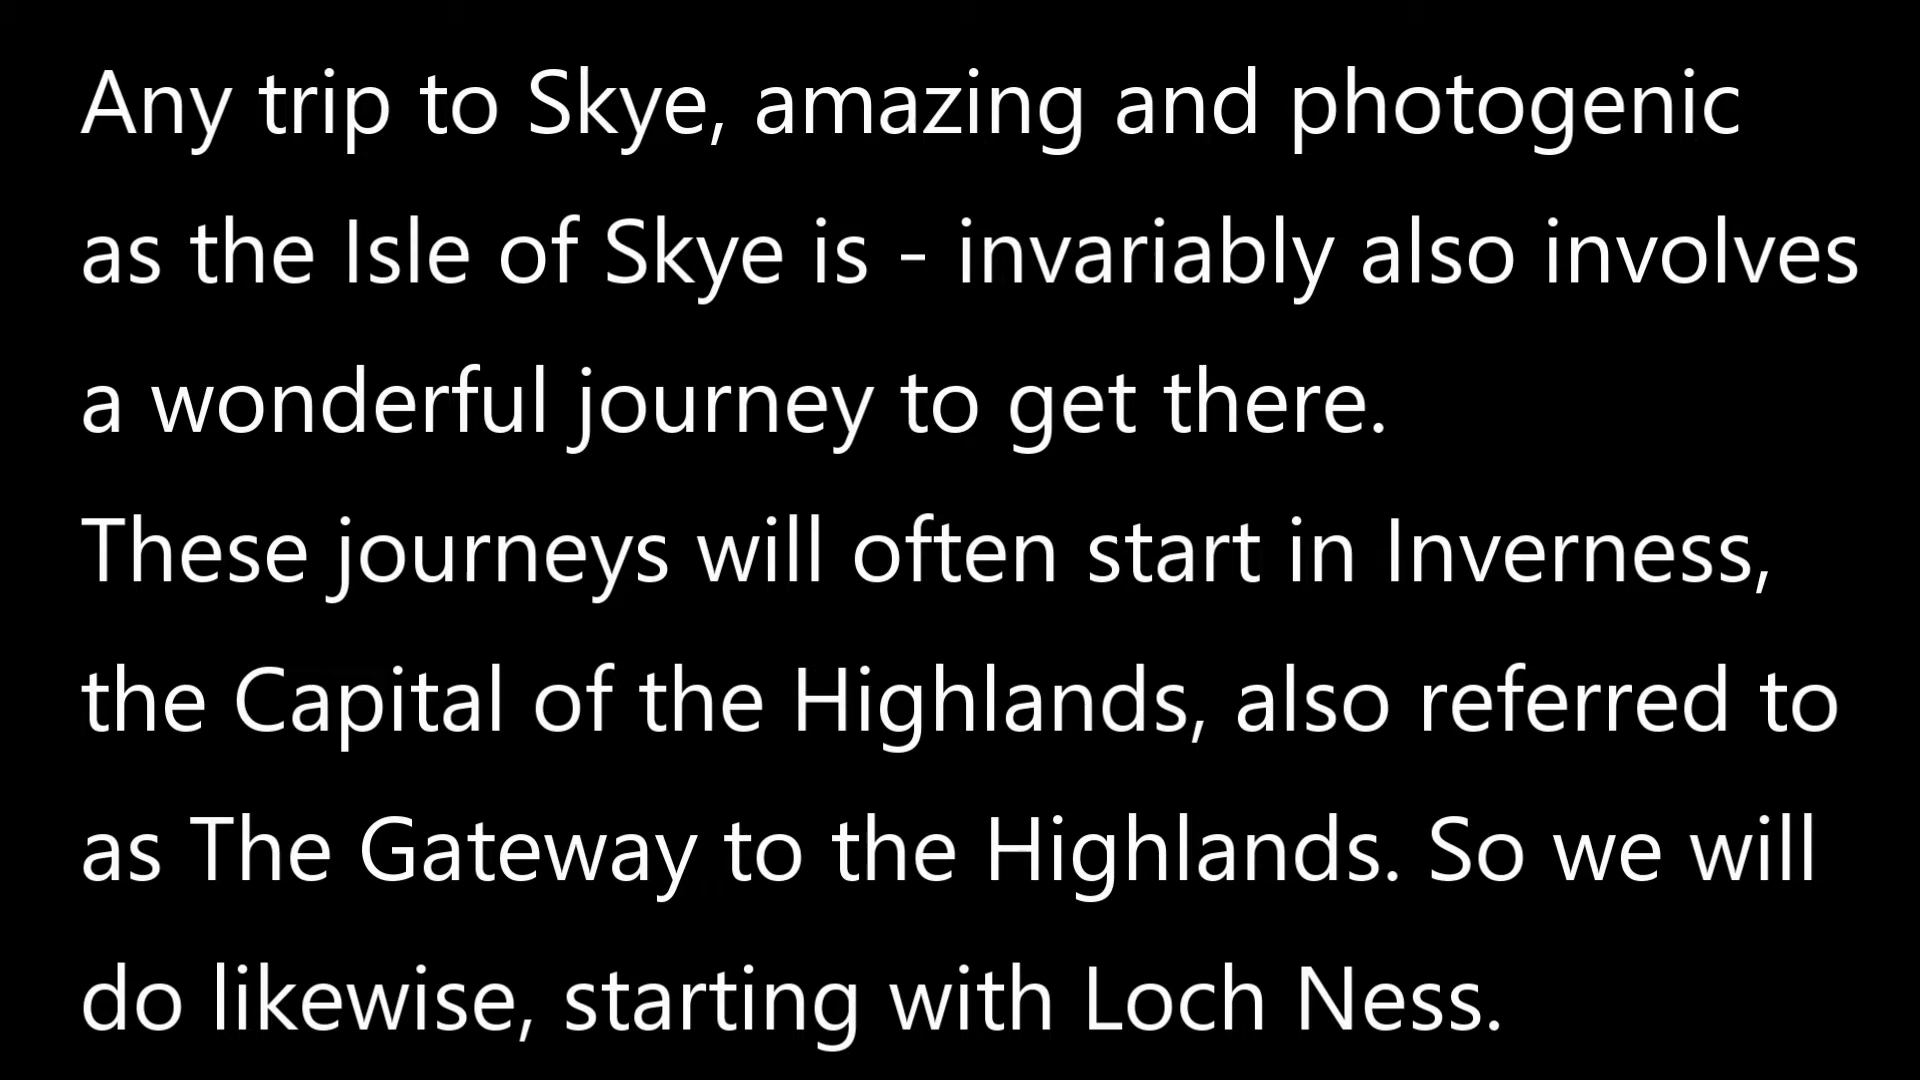 Any trip to Skye, amazing and photogenic
as the Isle of Skye is - invariably also involves
a wonderful journey to get there.
These journeys will often start in Inverness,
the Capital of the Highlands, also referred to
as The Gateway to the Highlands. So we will
do likewise, starting with Loch Ness.